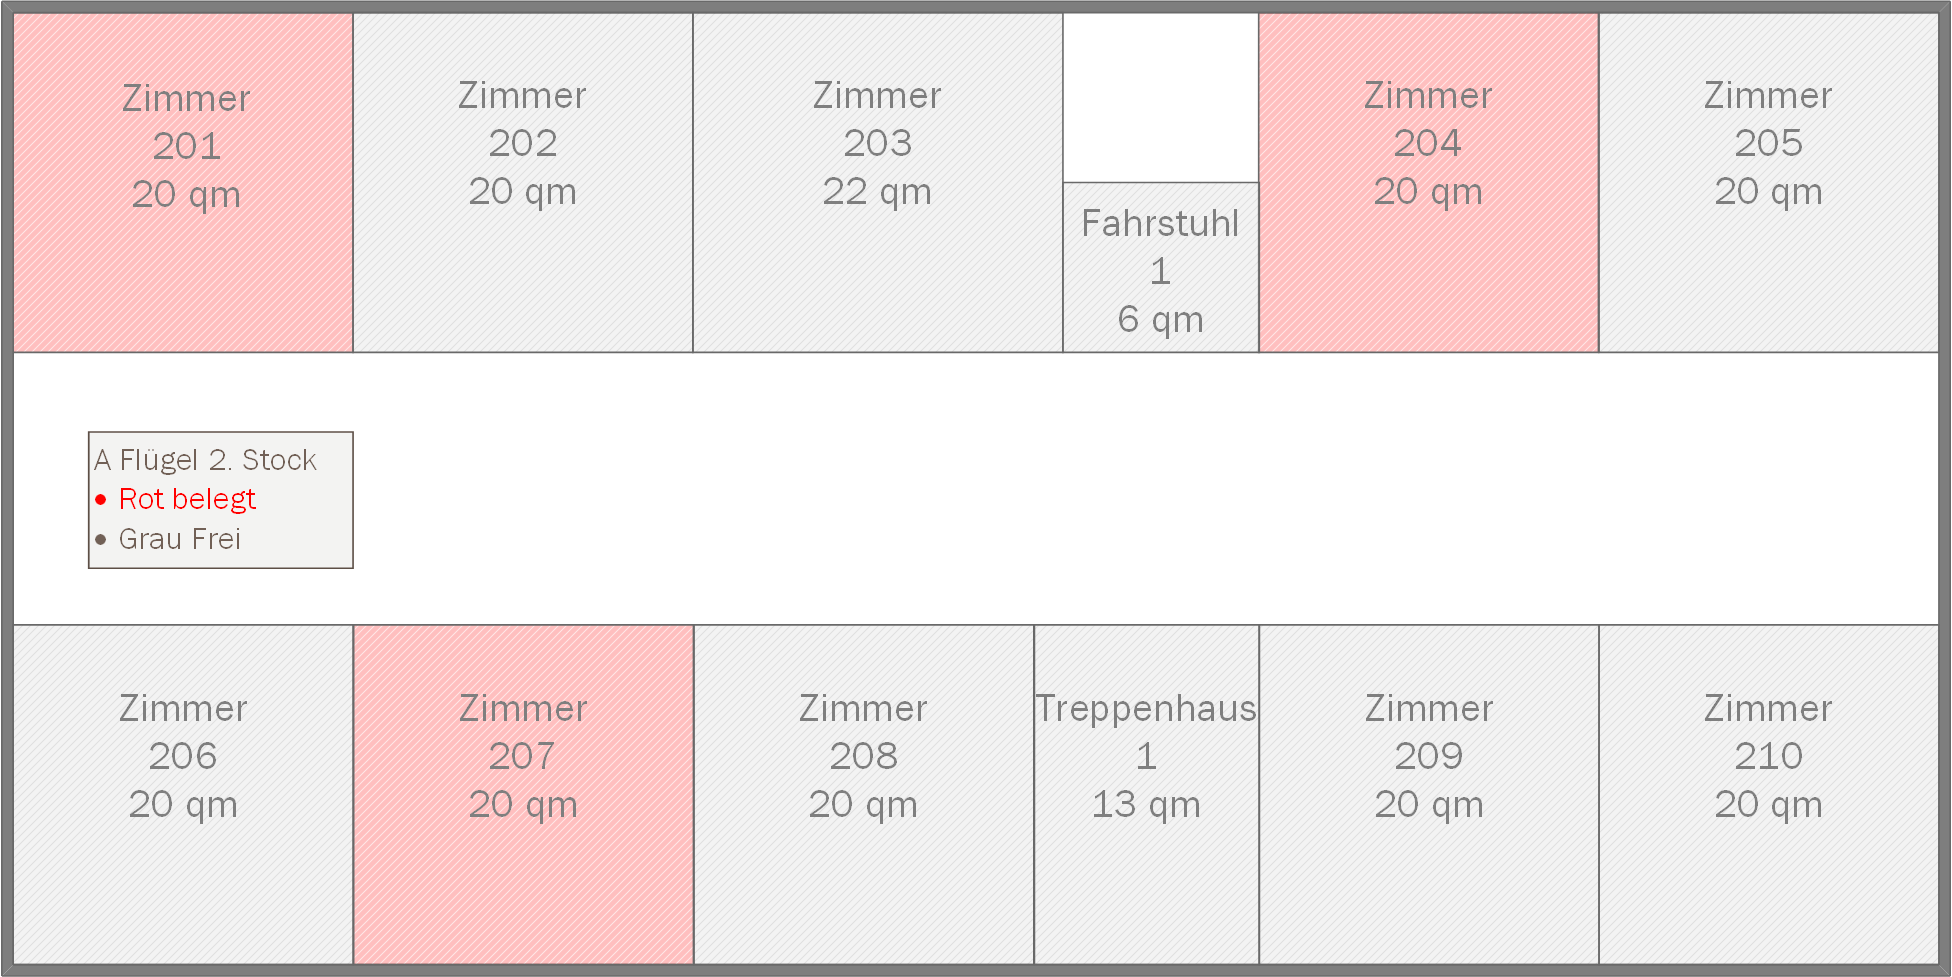 Zimmer
201
20 qm
Zimmer
202
20 qm
Zimmer
203
22 qm
Fahrstuhl
1
6 qm
Zimmer
204
20 qm
Zimmer
205
20 qm
A Flügel 2. Stock
• Rot belegt
• Grau Frei
Zimmer
206
20 qm
Zimmer
207
20 qm
Zimmer
208
20 qm
Treppenhaus
1
13 qm
Zimmer
209
20 qm
Zimmer
210
20 qm